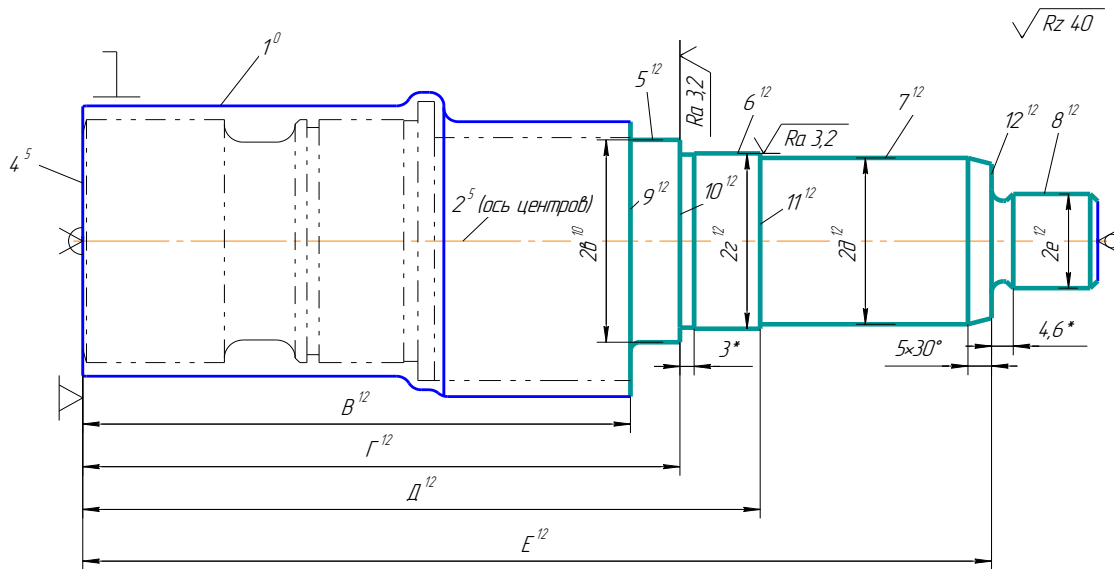 √ Rz 40
1⁰
5¹²
Ra 3,2
6¹²
Ra 3,2
7¹²
12¹²
8¹²
4⁵
2⁵ (ось центров)
2в¹⁰
9¹²
10¹²
2г¹²
11¹²
2д¹²
2е¹²
3*
5×30°
4,6*
В¹²
Г¹²
Д¹²
Е¹²